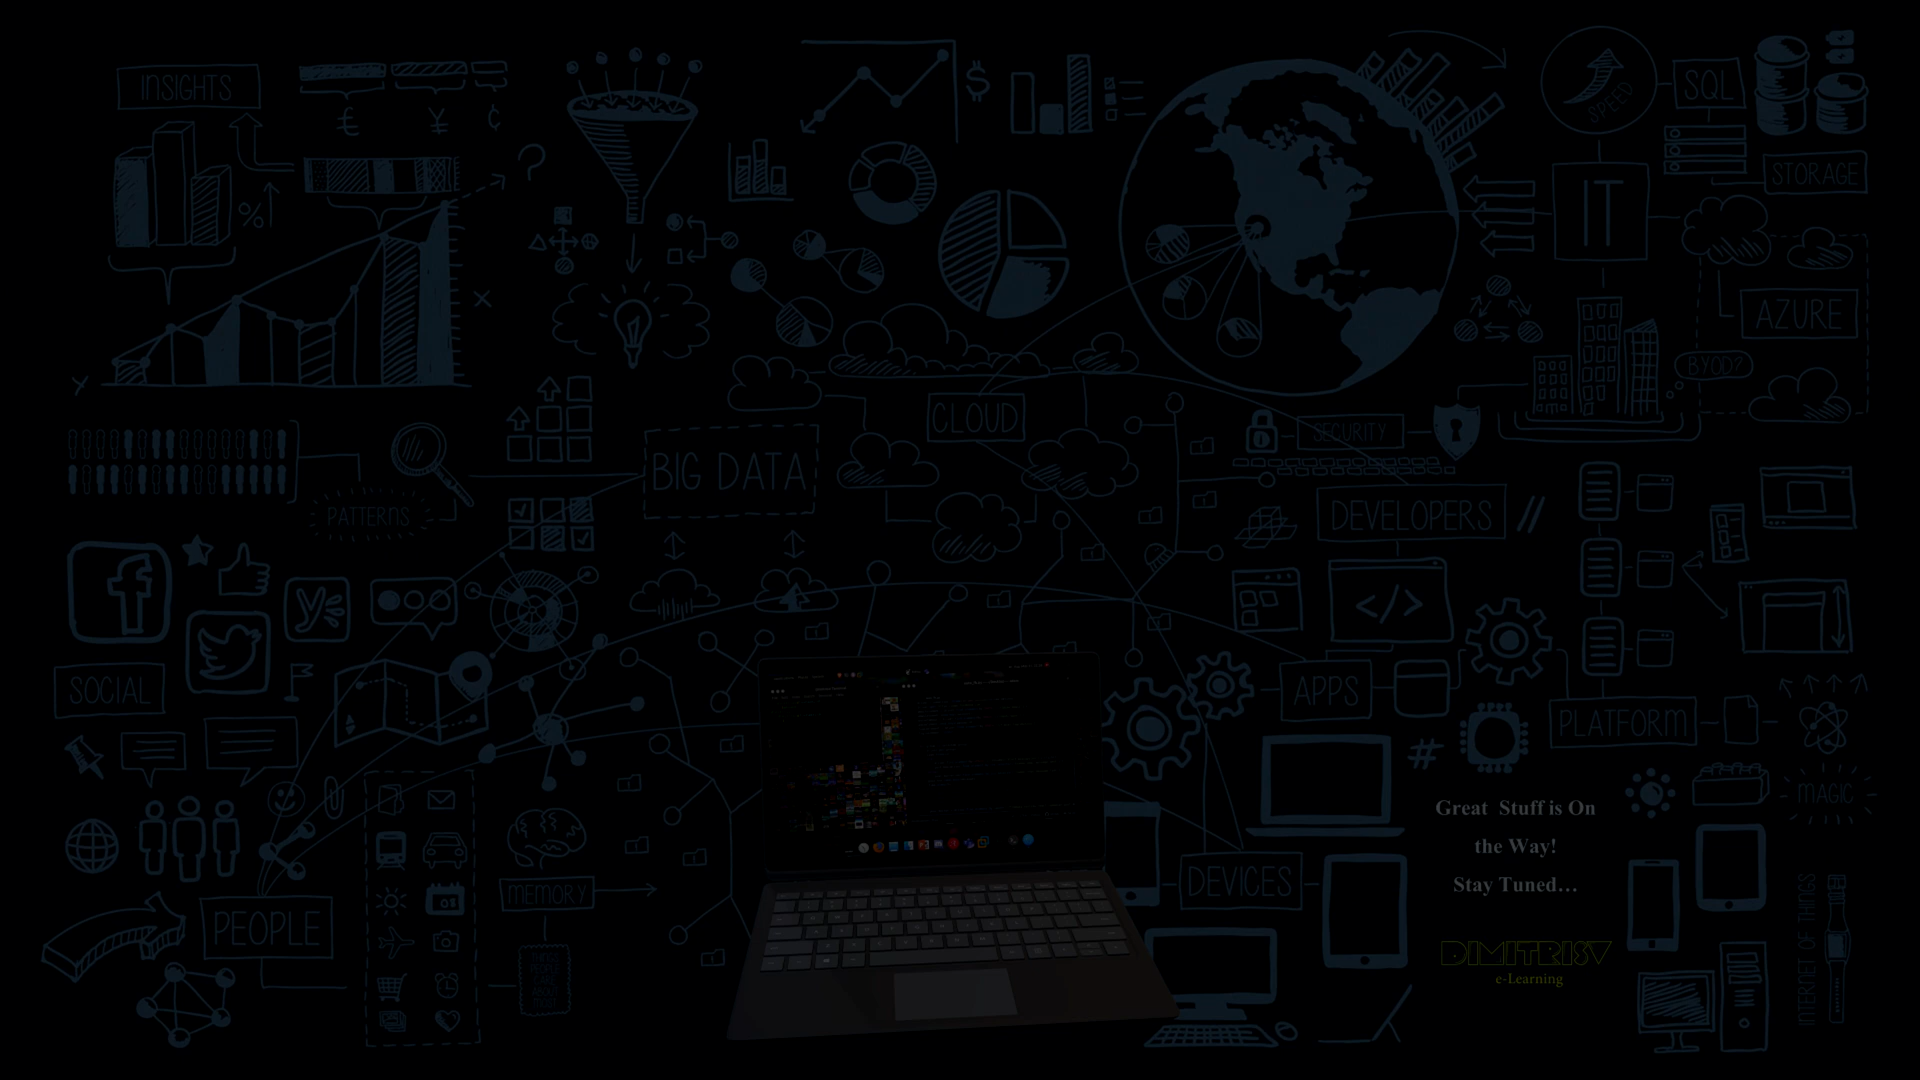 INSIGHTS
$
SPEED
SQL
€
¥
¢
?
%
IT
STORAGE
X
Y
AZURE
BYOD?
CLOUD
SECURITY
BIG DATA
PATTERNS
DEVELOPERS //
</>
f
y
SOCIAL
APPS
PLATFORM
#
MAGIC
Great Stuff is On
the Way!
Stay Tuned...
DEVICES
MEMORY
PEOPLE
DIMITRISV
e-Learning
INTERNET OF THINGS